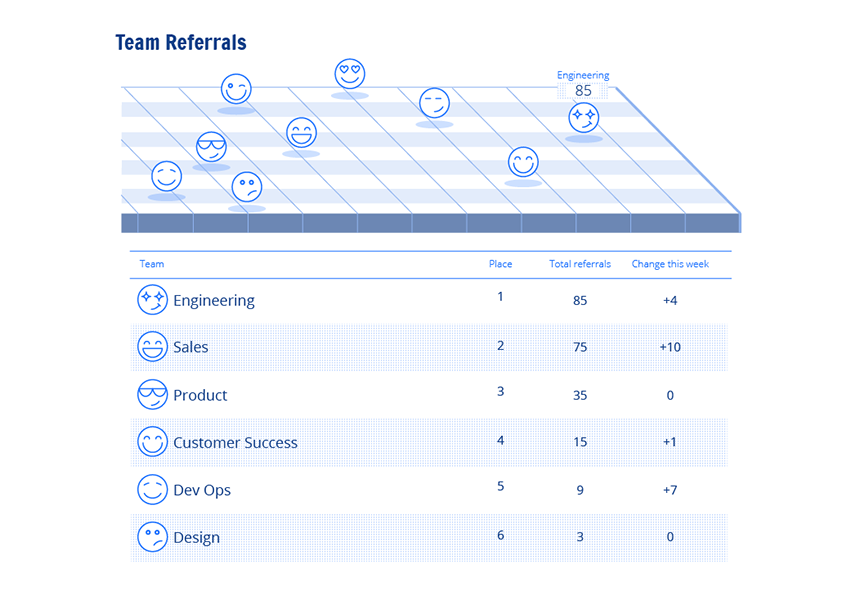 Team Referrals
Engineering
85
Team Place Total referrals Change this week
Engineering 1 85 +4
Sales 2 75 +10
Product 3 35 0
Customer Success 4 15 +1
Dev Ops 5 9 +7
Design 6 3 0